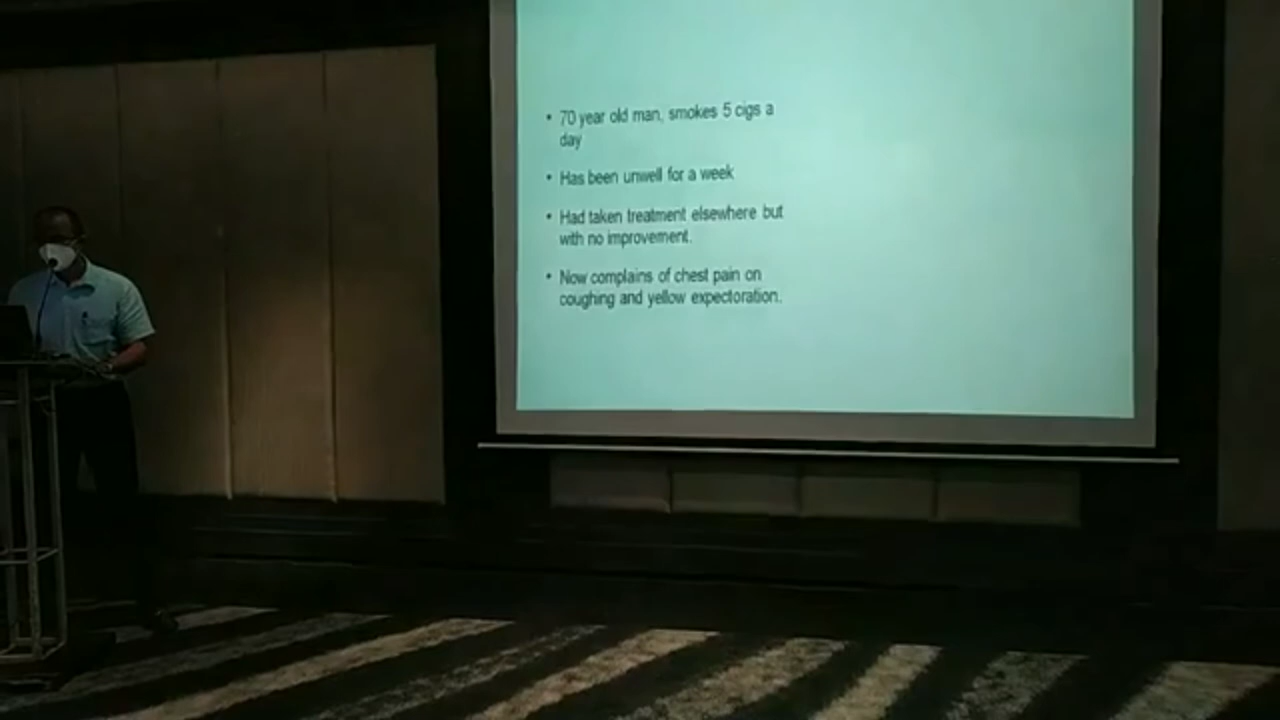 • 70 year old man, smokes 5 cigs a
day
• Has been unwell for a week
• Had taken treatment elsewhere but
with no improvement.
• Now complains of chest pain on
coughing and yellow expectoration.